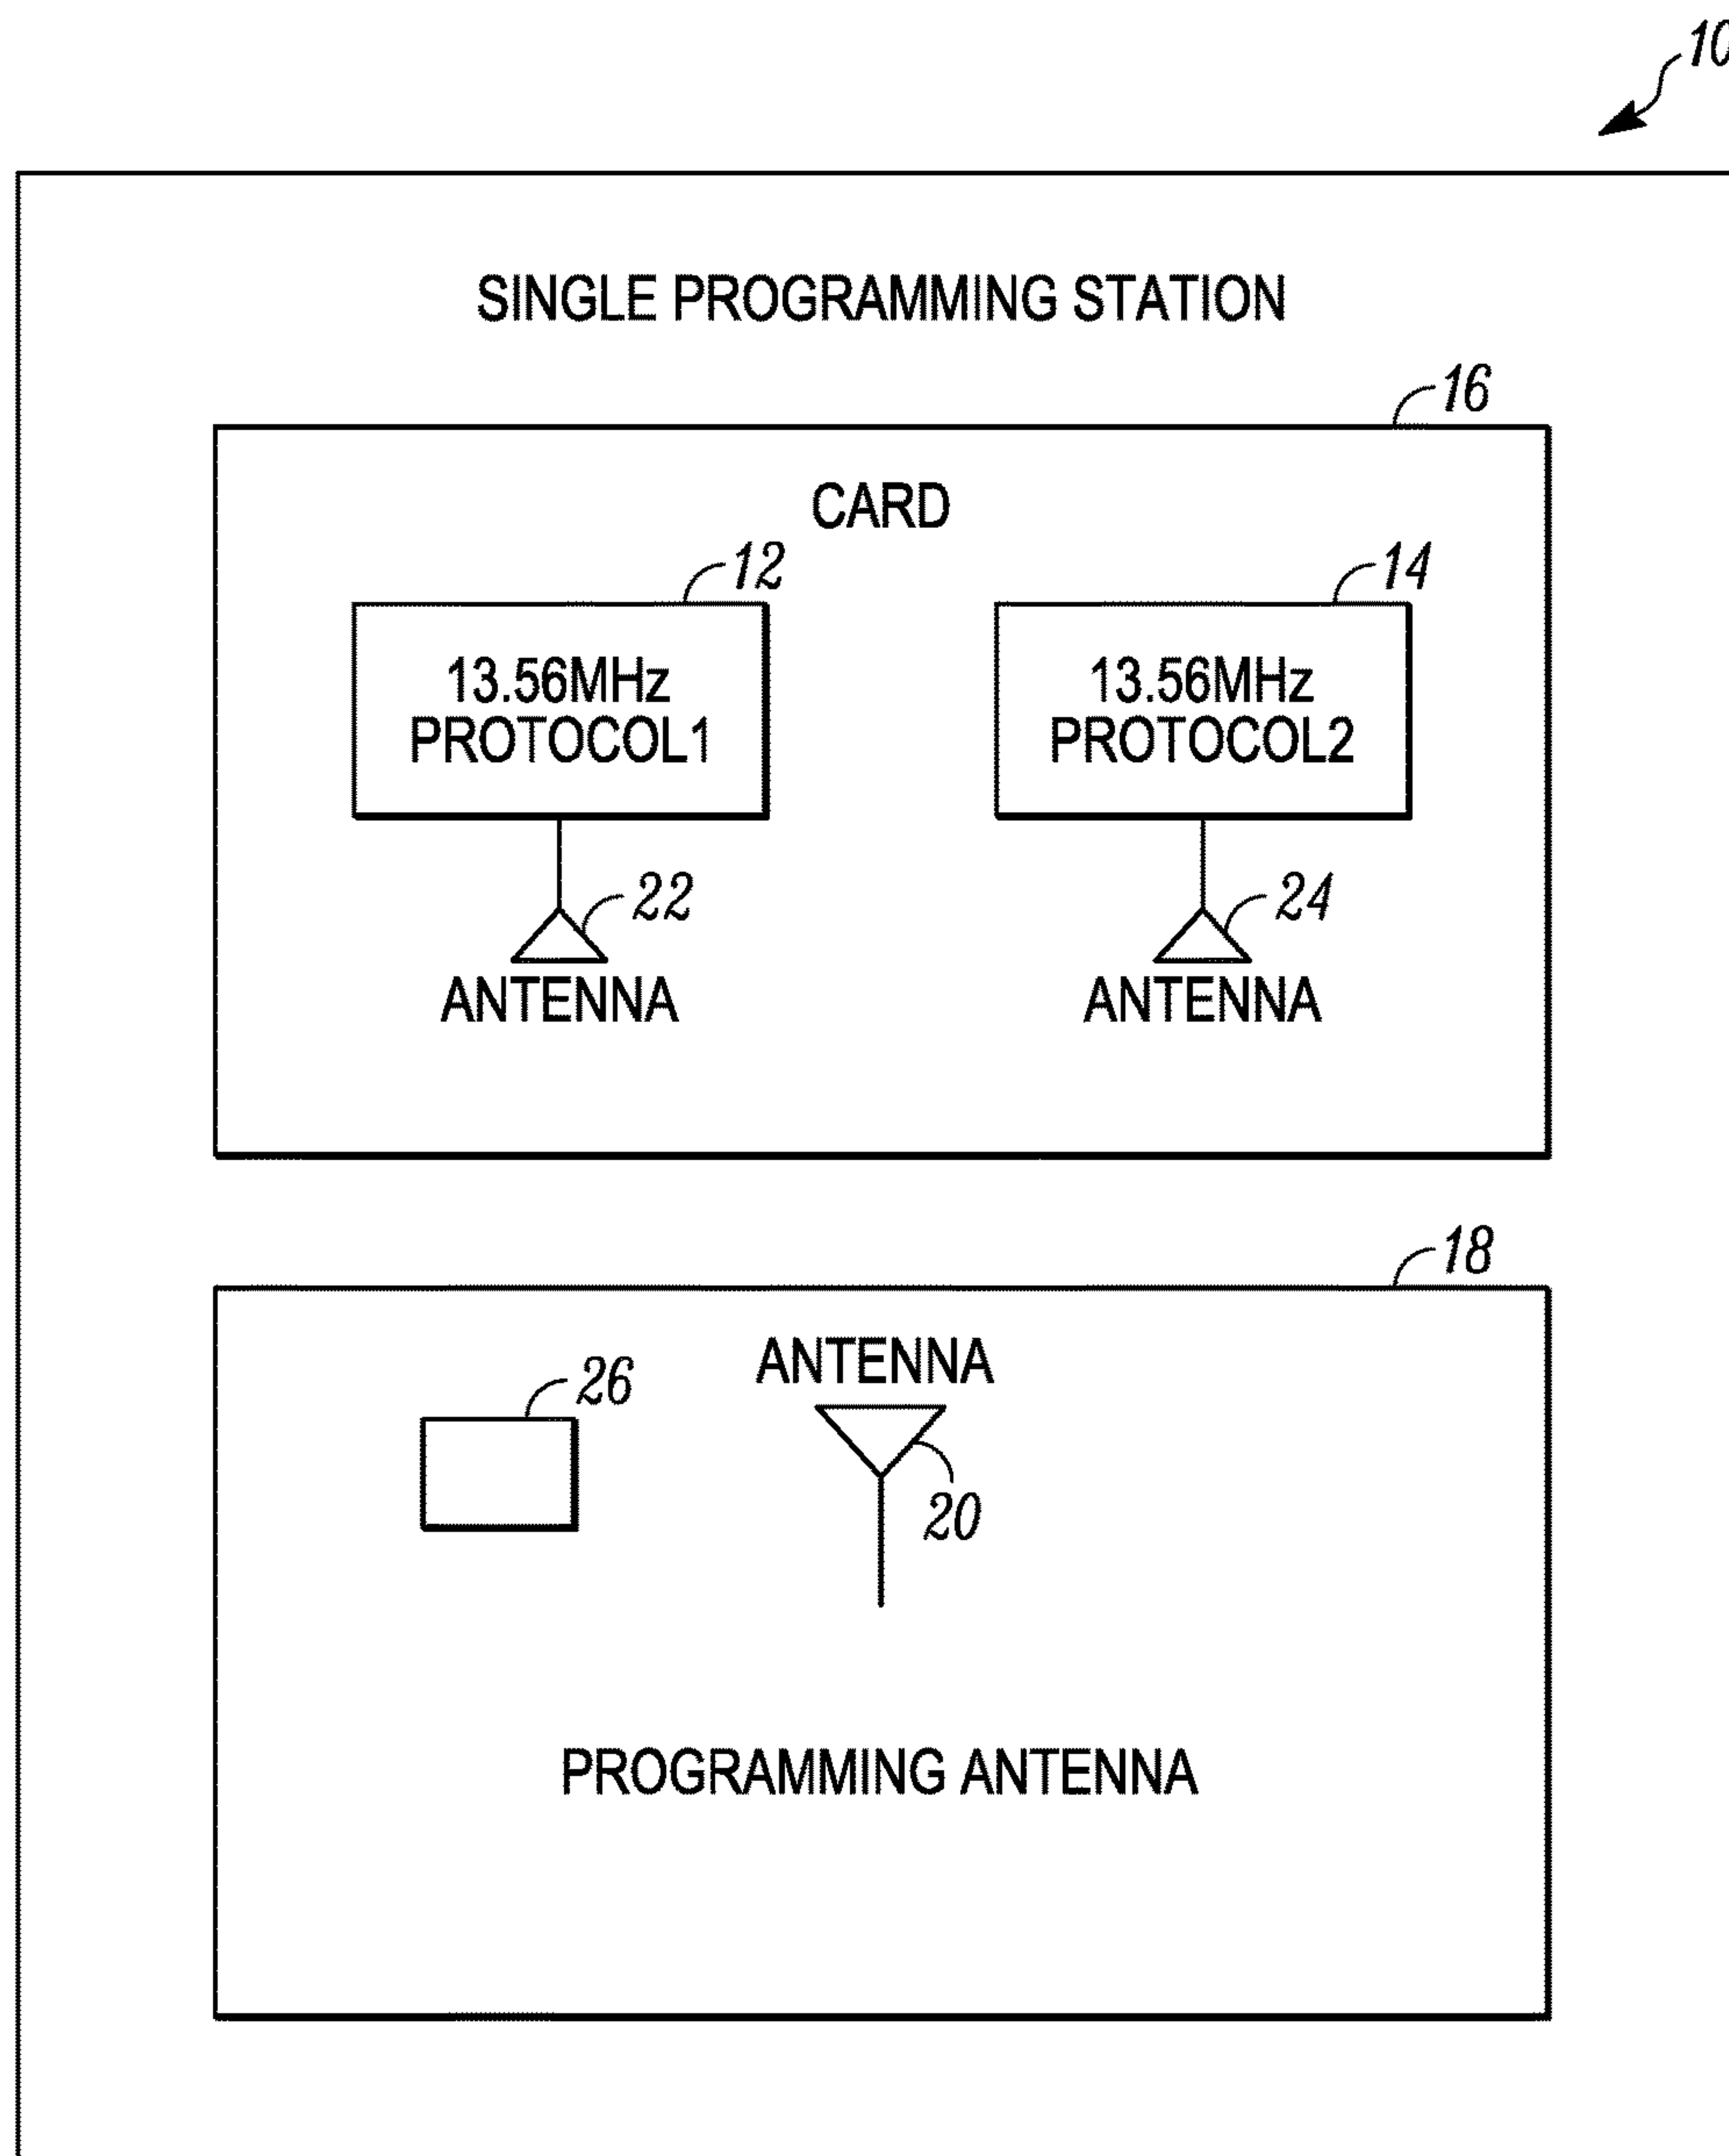 10
SINGLE PROGRAMMING STATION
16
CARD
12
14
13.56MHz
PROTOCOL1
13.56MHz
PROTOCOL2
22
24
ANTENNA
ANTENNA
18
ANTENNA
26
20
PROGRAMMING ANTENNA